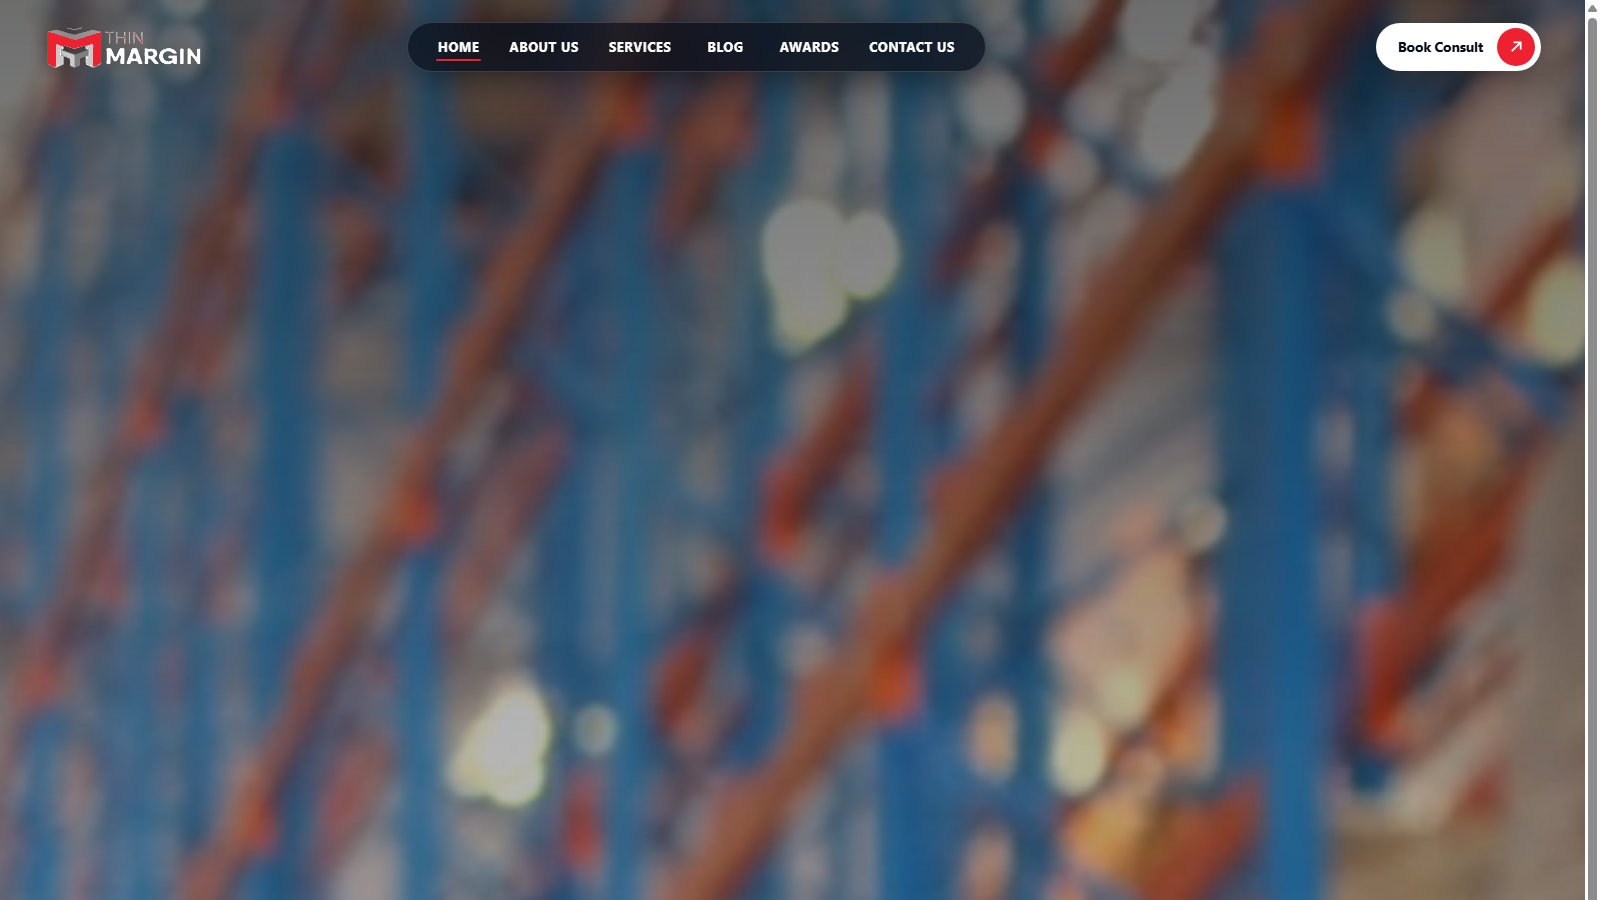 THIN
MARGIN
HOME
ABOUT US
SERVICES
BLOG
AWARDS
CONTACT US
Book Consult